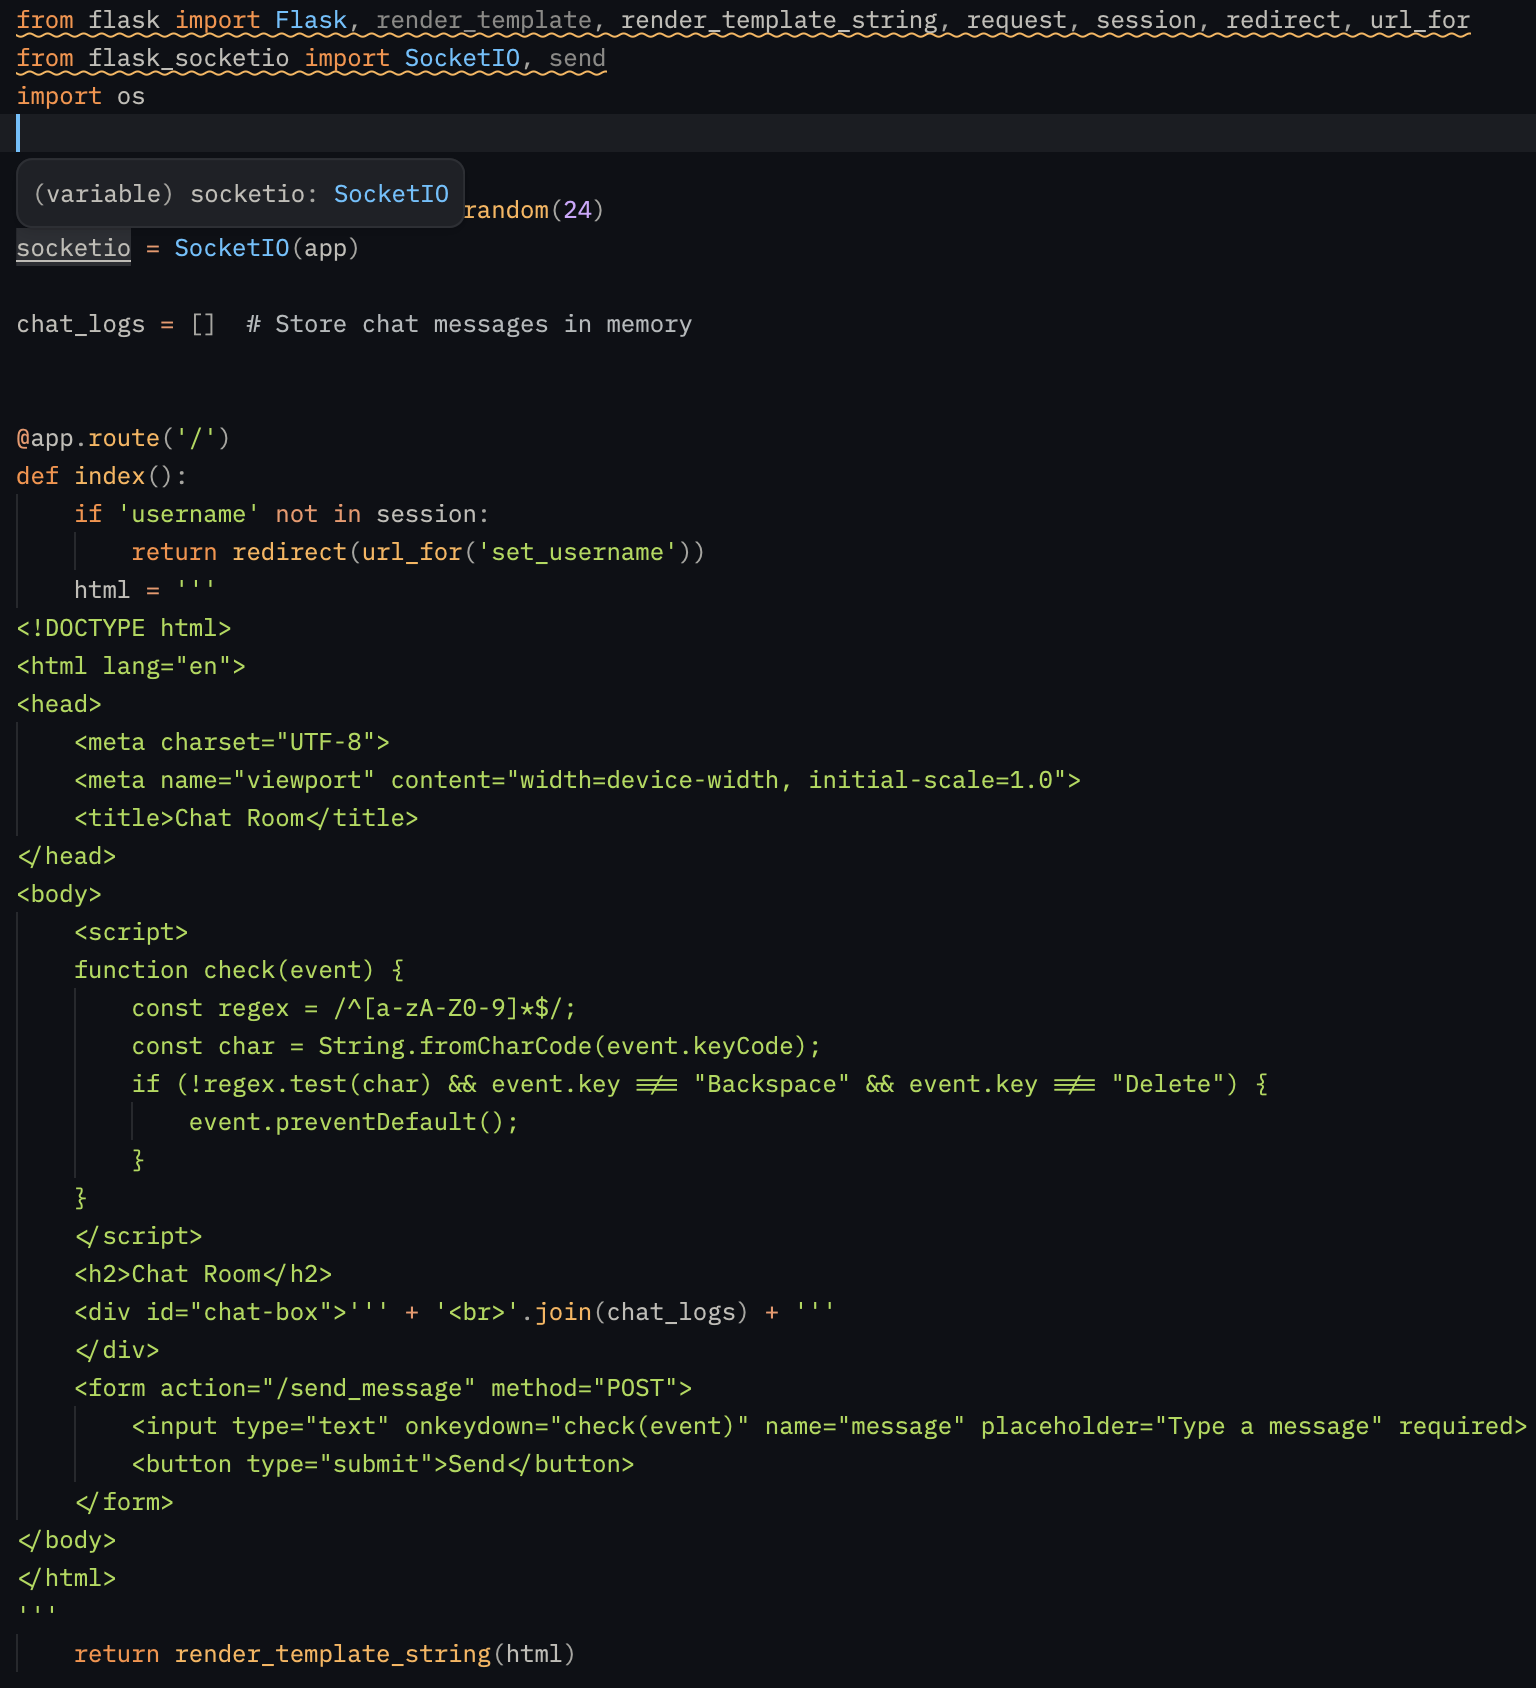 from flask import Flask, render_template, render_template_string, request, session, redirect, url_for
from flask_socketio import SocketIO, send
import os
(variable) socketio: SocketIO
random(24)
socketio = SocketIO(app)
chat_logs = []  # Store chat messages in memory
@app.route('/')
def index():
    if 'username' not in session:
        return redirect(url_for('set_username'))
    html = '''
<!DOCTYPE html>
<html lang="en">
<head>
    <meta charset="UTF-8">
    <meta name="viewport" content="width=device-width, initial-scale=1.0">
    <title>Chat Room</title>
</head>
<body>
    <script>
    function check(event) {
        const regex = /^[a-zA-Z0-9]*$/;
        const char = String.fromCharCode(event.keyCode);
        if (!regex.test(char) && event.key !== "Backspace" && event.key !== "Delete") {
            event.preventDefault();
        }
    }
    </script>
    <h2>Chat Room</h2>
    <div id="chat-box">''' + '<br>'.join(chat_logs) + '''
    </div>
    <form action="/send_message" method="POST">
        <input type="text" onkeydown="check(event)" name="message" placeholder="Type a message" required>
        <button type="submit">Send</button>
    </form>
</body>
</html>
'''
    return render_template_string(html)